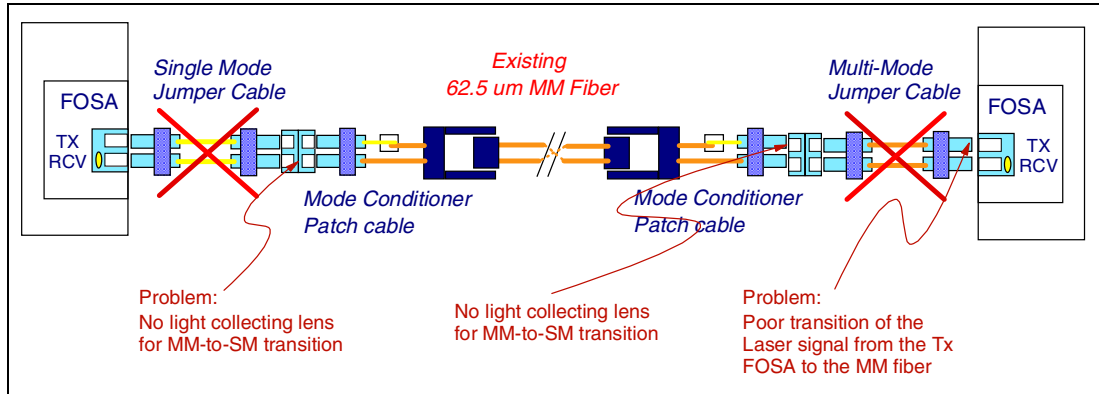 Single Mode
Jumper Cable
Existing
62.5 um MM Fiber
Multi-Mode
Jumper Cable
FOSA
TX
RCV
FOSA
TX
RCV
Mode Conditioner
Patch cable
Mode Conditioner
Patch cable
Problem:
No light collecting lens
for MM-to-SM transition
No light collecting lens
for MM-to-SM transition
Problem:
Poor transition of the
Laser signal from the Tx
FOSA to the MM fiber